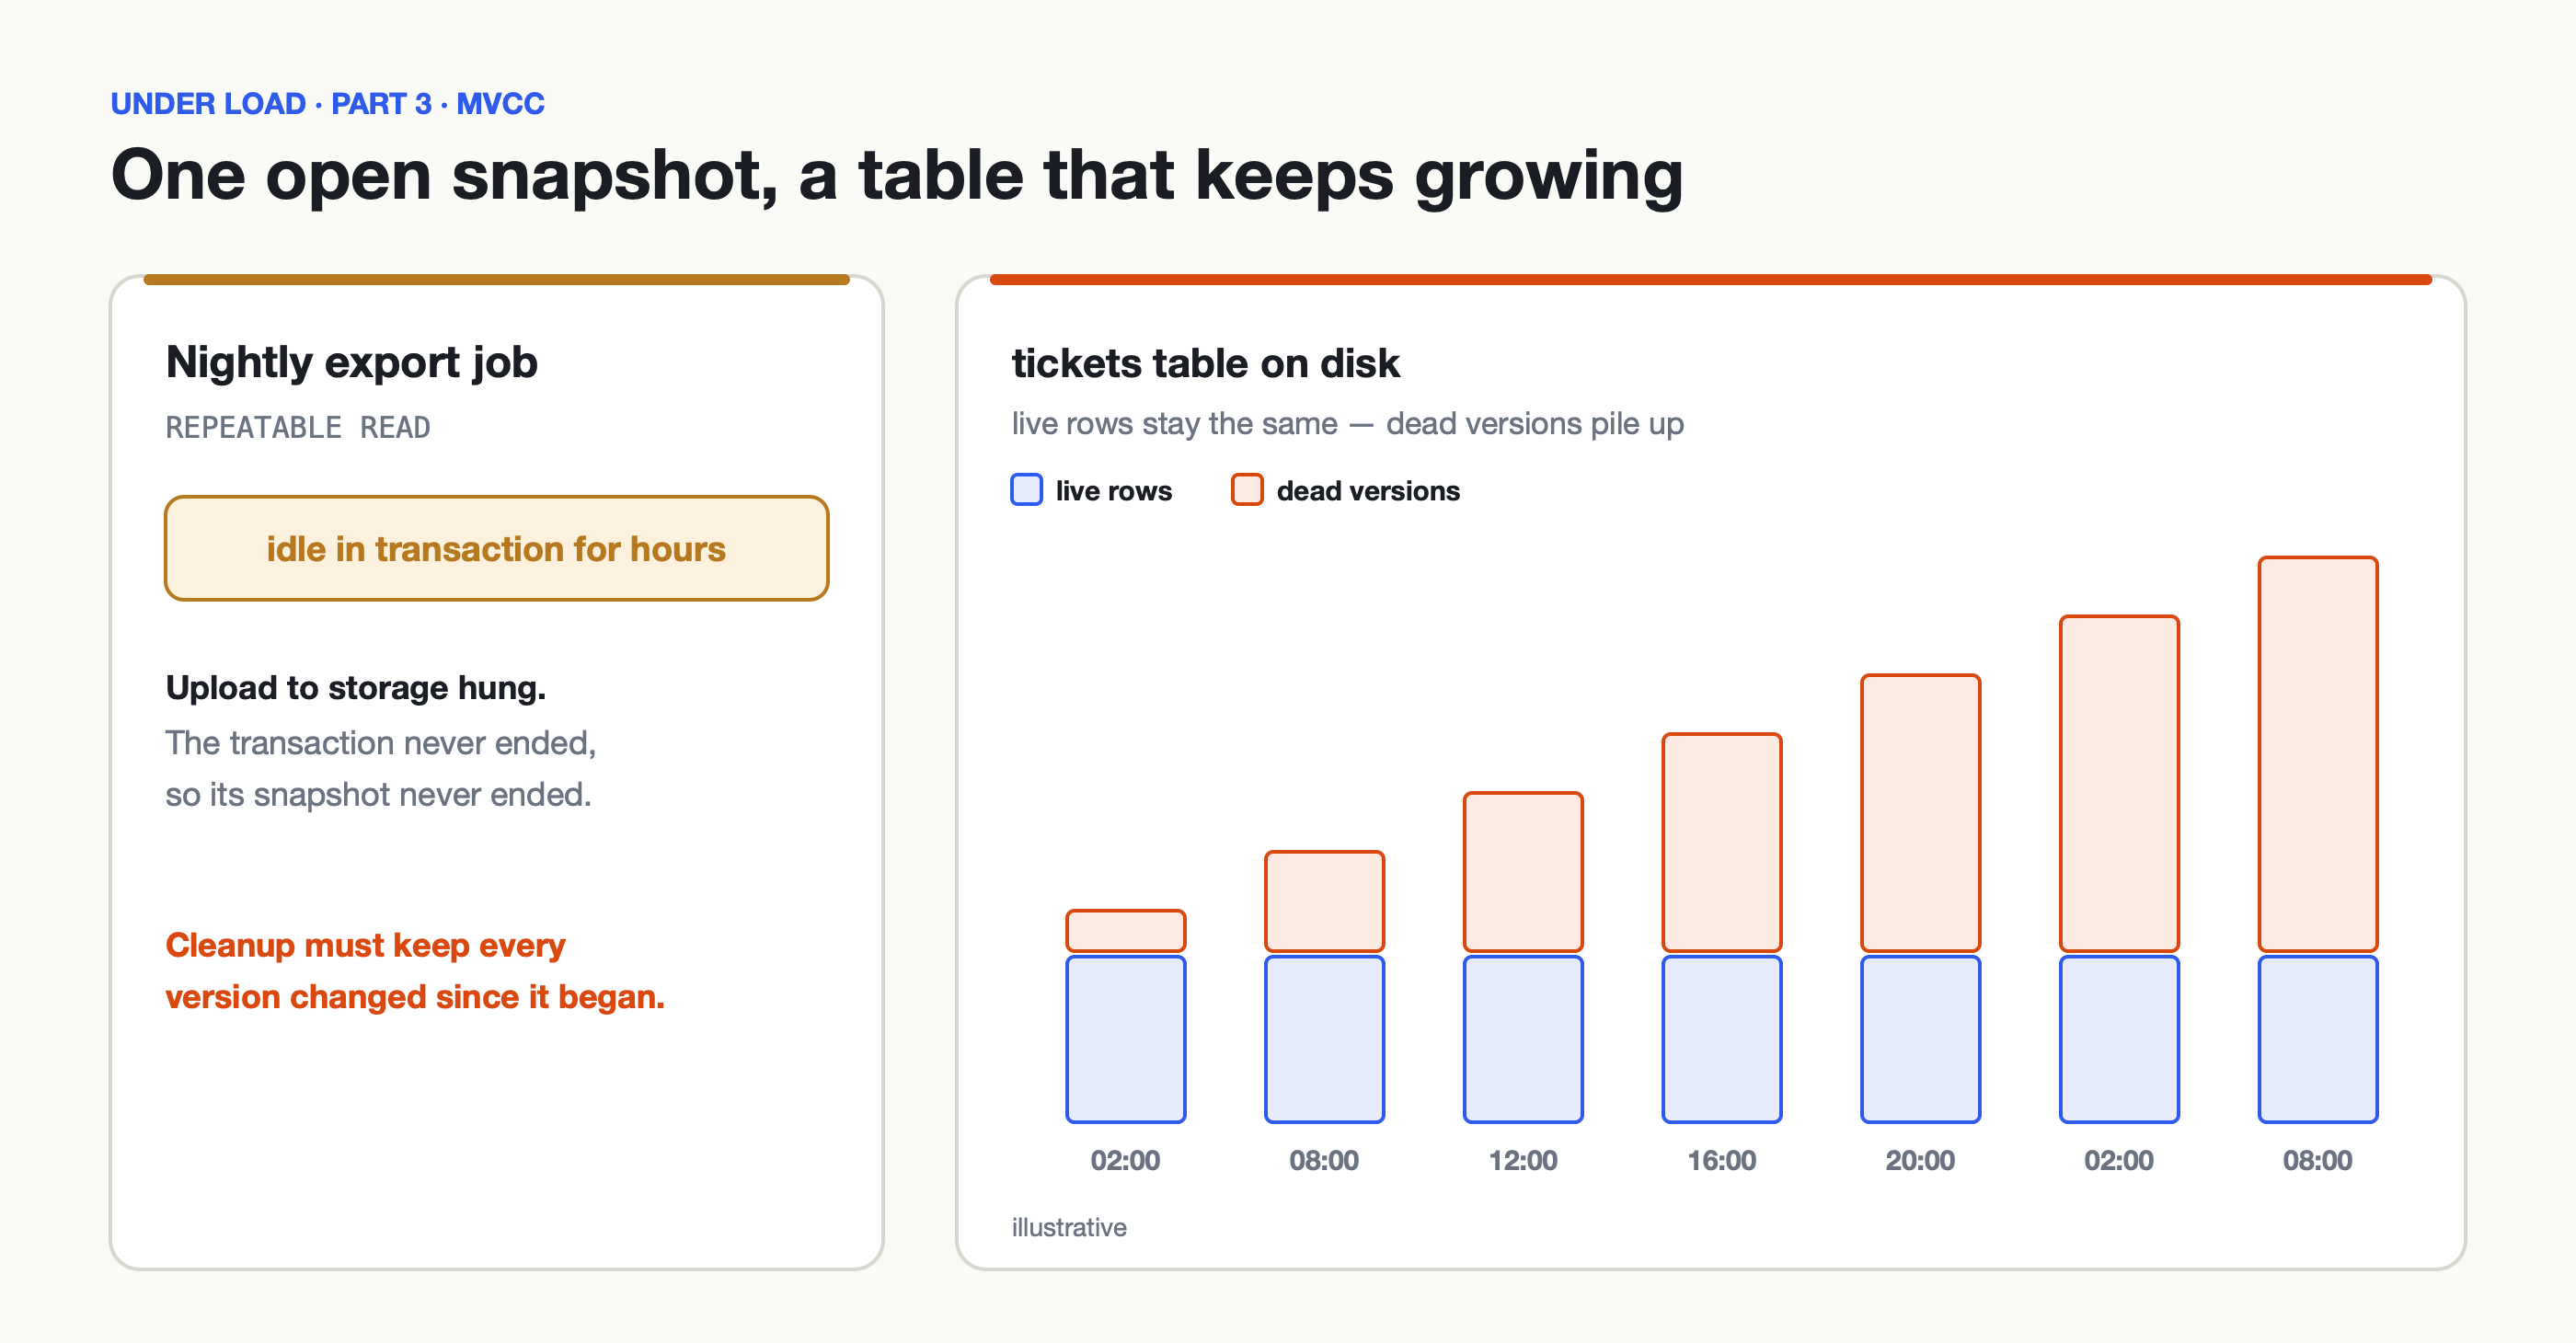 UNDER LOAD · PART 3 · MVCC
One open snapshot, a table that keeps growing
Nightly export job
REPEATABLE READ
idle in transaction for hours
Upload to storage hung.
The transaction never ended,
so its snapshot never ended.
Cleanup must keep every
version changed since it began.
tickets table on disk
live rows stay the same — dead versions pile up
live rows
dead versions
02:00
08:00
12:00
16:00
20:00
02:00
08:00
illustrative